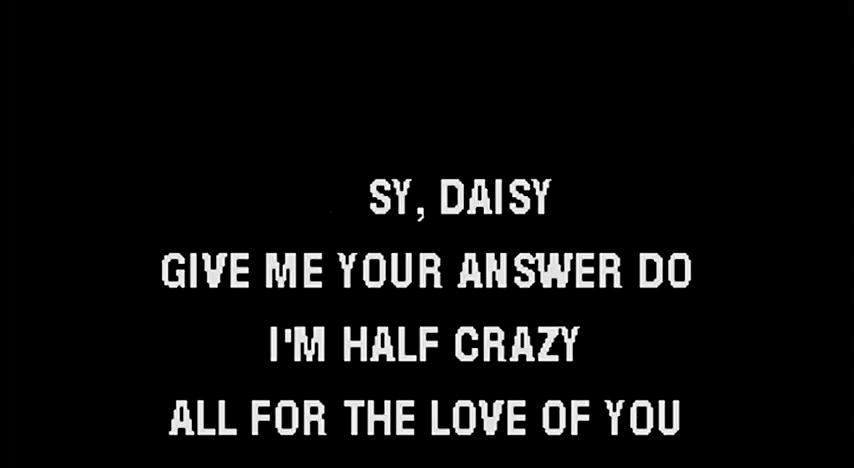 SY, DAISY
GIVE ME YOUR ANSWER DO
I'M HALF CRAZY
ALL FOR THE LOVE OF YOU